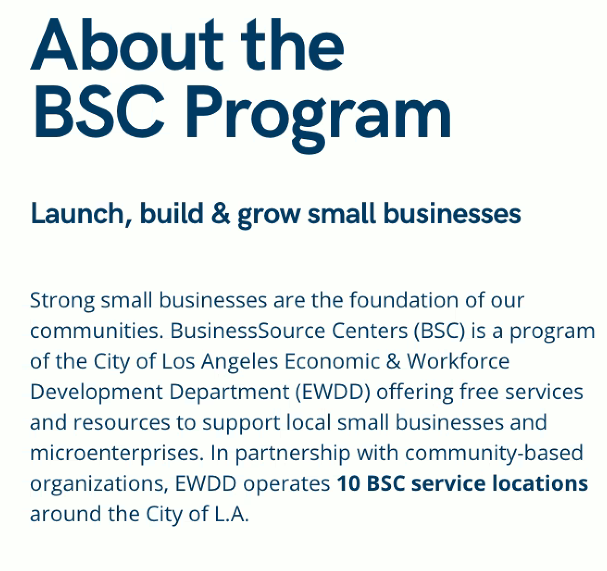 About the
BSC Program
Launch, build & grow small businesses
Strong small businesses are the foundation of our
communities. BusinessSource Centers (BSC) is a program
of the City of Los Angeles Economic & Workforce
Development Department (EWDD) offering free services
and resources to support local small businesses and
microenterprises. In partnership with community-based
organizations, EWDD operates 10 BSC service locations
around the City of L.A.